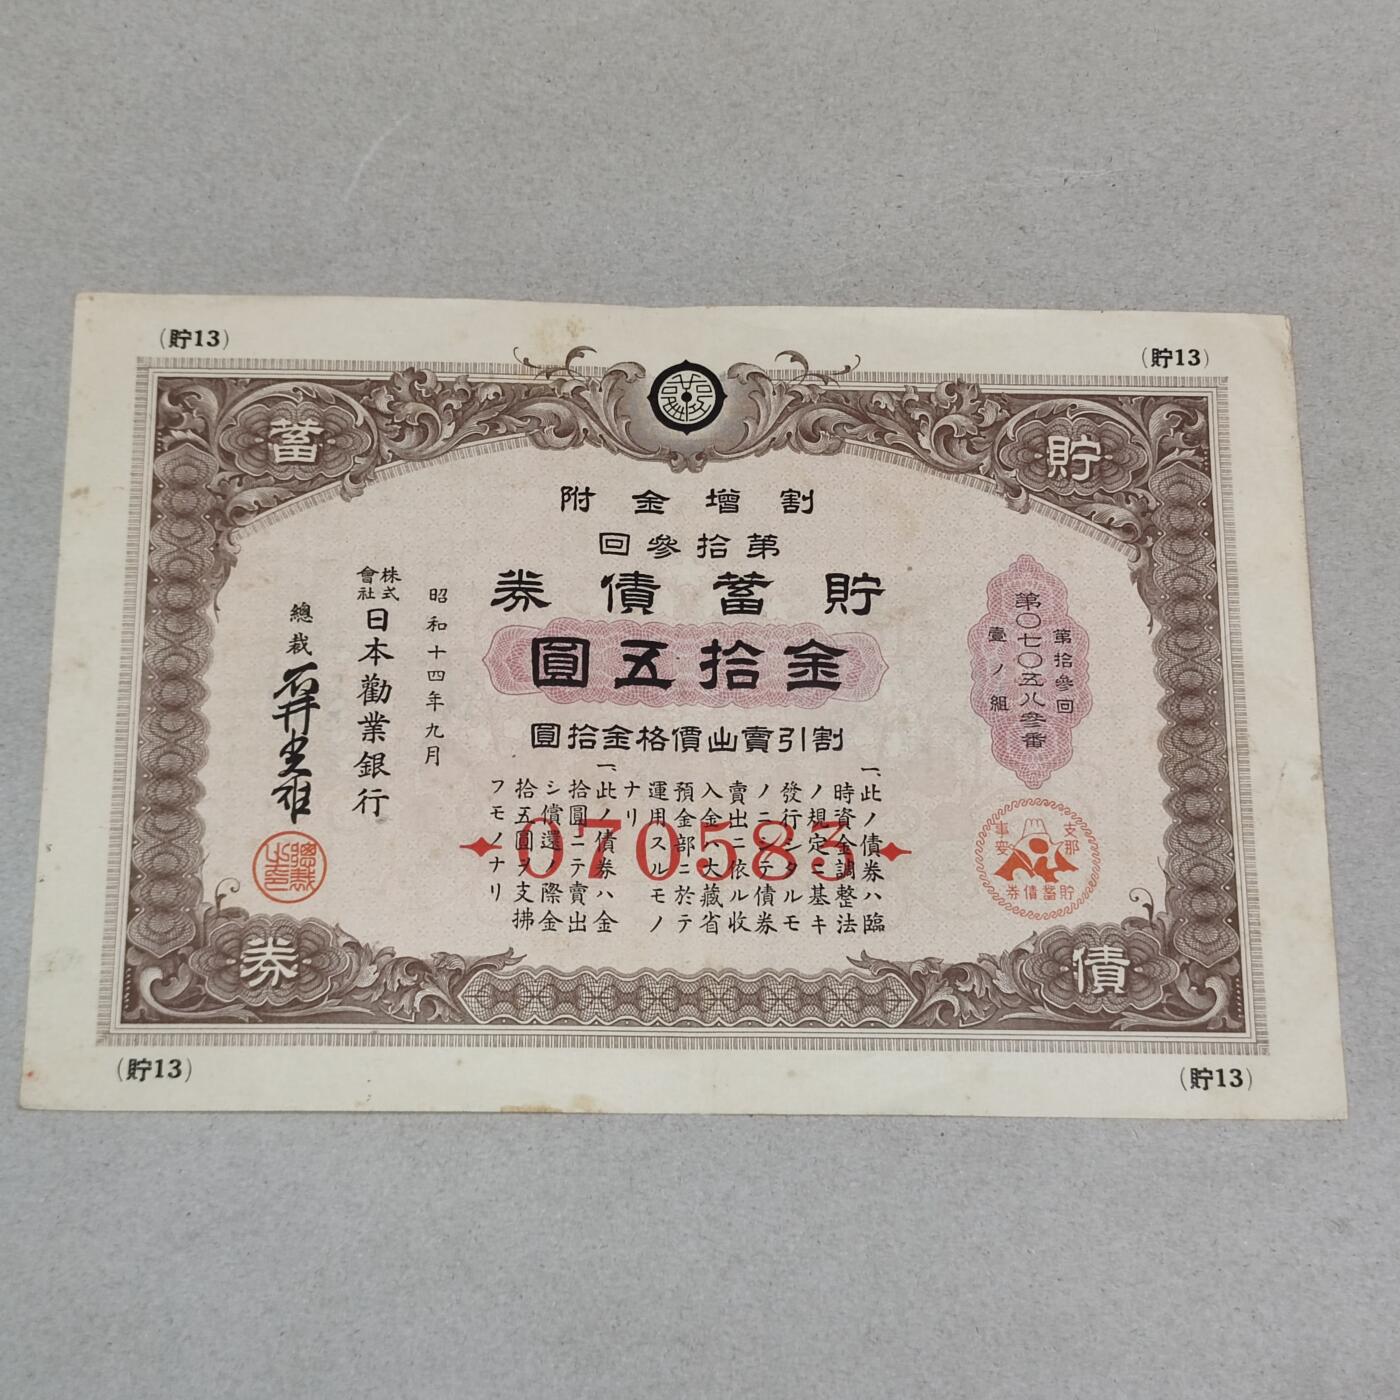 (貯13)
(貯13)
貯蓄
債券
割增金附
第拾參回
貯蓄債券
金拾五圓
割引賣出價格金拾圓
第拾參回
第〇七〇五八參番
壹ノ組
一、此ノ債券ハ臨
時資金調整法
ノ規定ニ基キ
發行シタルモ
ノニシテ債券
賣出ニ依ル收
入金ハ大藏省
預金部ニ於テ
運用スルモノ
ナリ
一、此ノ債券ハ金
拾圓ニテ賣出
シ償還ノ際金
拾五圓ヲ支拂
フモノナリ
070583
昭和十四年九月
株式會社日本勸業銀行
總裁
支那
事變
貯蓄債券
(貯13)
(貯13)